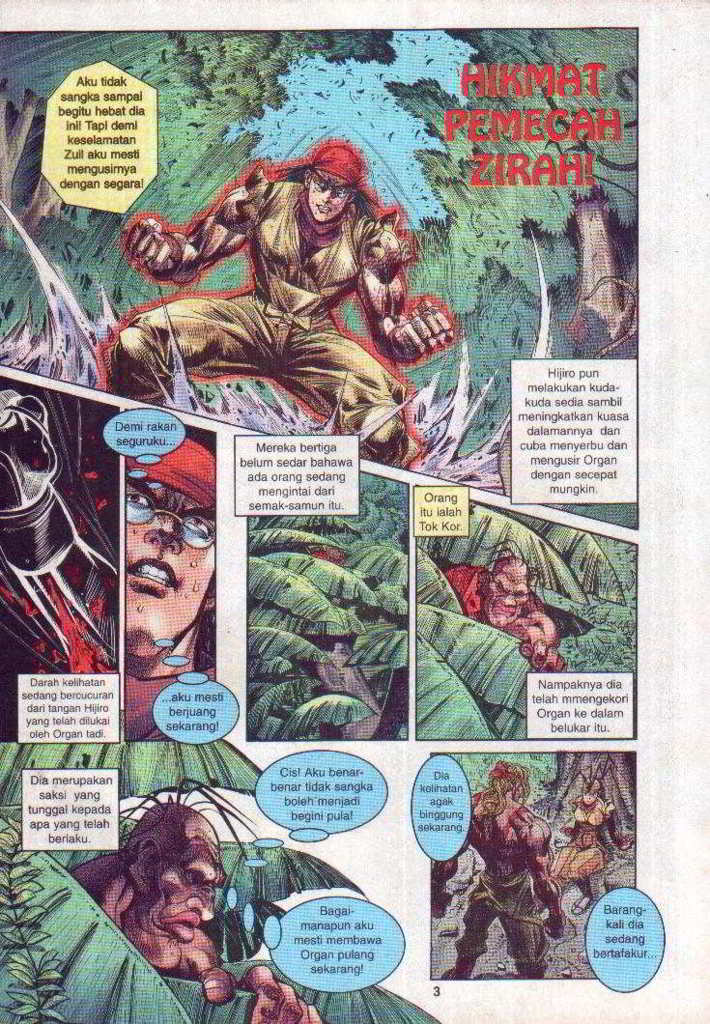 Aku tidak
sangka sampai
begitu hebat dia
ini! Tapi demi
keselamatan
Zuil aku mesti
mengusirnya
dengan segera!
HIKMAT
PEMECAH
ZIRAH!
Hijiro pun
melakukan kuda-
kuda sedia sambil
meningkatkan kuasa
dalamannya dan
cuba menyerbu dan
mengusir Organ
dengan secepat
mungkin.
Darah kelihatan
sedang bercucuran
dari tangan Hijiro
yang telah dilukai
oleh Organ tadi.
Demi rakan
seguruku...
...aku mesti
berjuang
sekarang!
Mereka bertiga
belum sedar bahawa
ada orang sedang
mengintai dari
semak-samun itu.
Orang
itu ialah
Tok Kor.
Nampaknya dia
telah mmengekori
Organ ke dalam
belukar itu.
Dia merupakan
saksi yang
tunggal kepada
apa yang telah
berlaku.
Cis! Aku benar-
benar tidak sangka
boleh menjadi
begini pula!
Bagai-
manapun aku
mesti membawa
Organ pulang
sekarang!
Dia
kelihatan
agak
binggung
sekarang.
Barang-
kali dia
sedang
bertafakur...
3